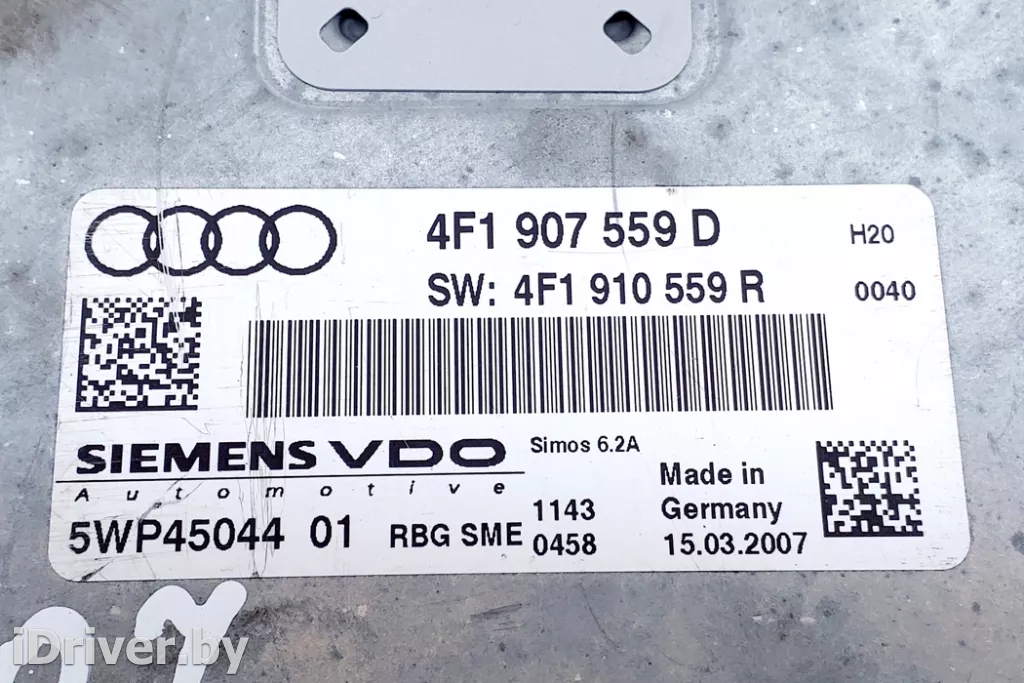 4F1 907 559 D H20
SW: 4F1 910 559 R 0040
SIEMENS VDO Simos 6.2A
Automotive
Made in
Germany
5WP45044 01 RBG SME 1143
0458 15.03.2007
07
iDriver.by